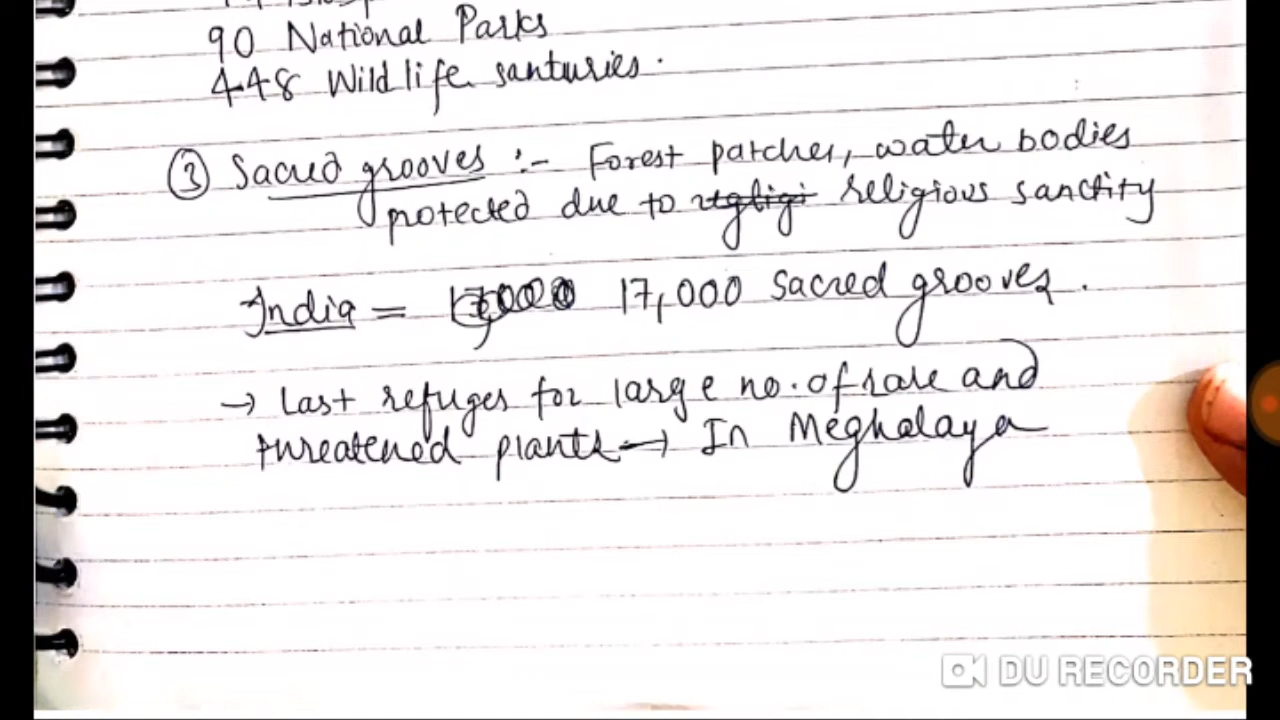 90 National Parks
448 Wildlife santuries.
③ Sacred grooves :- Forest patches, water bodies
protected due to religious sanctity
India = 17,000 Sacred grooves.
→ Last refuges for large no. of rare and
threatened plants → In Meghalaya
DU RECORDER